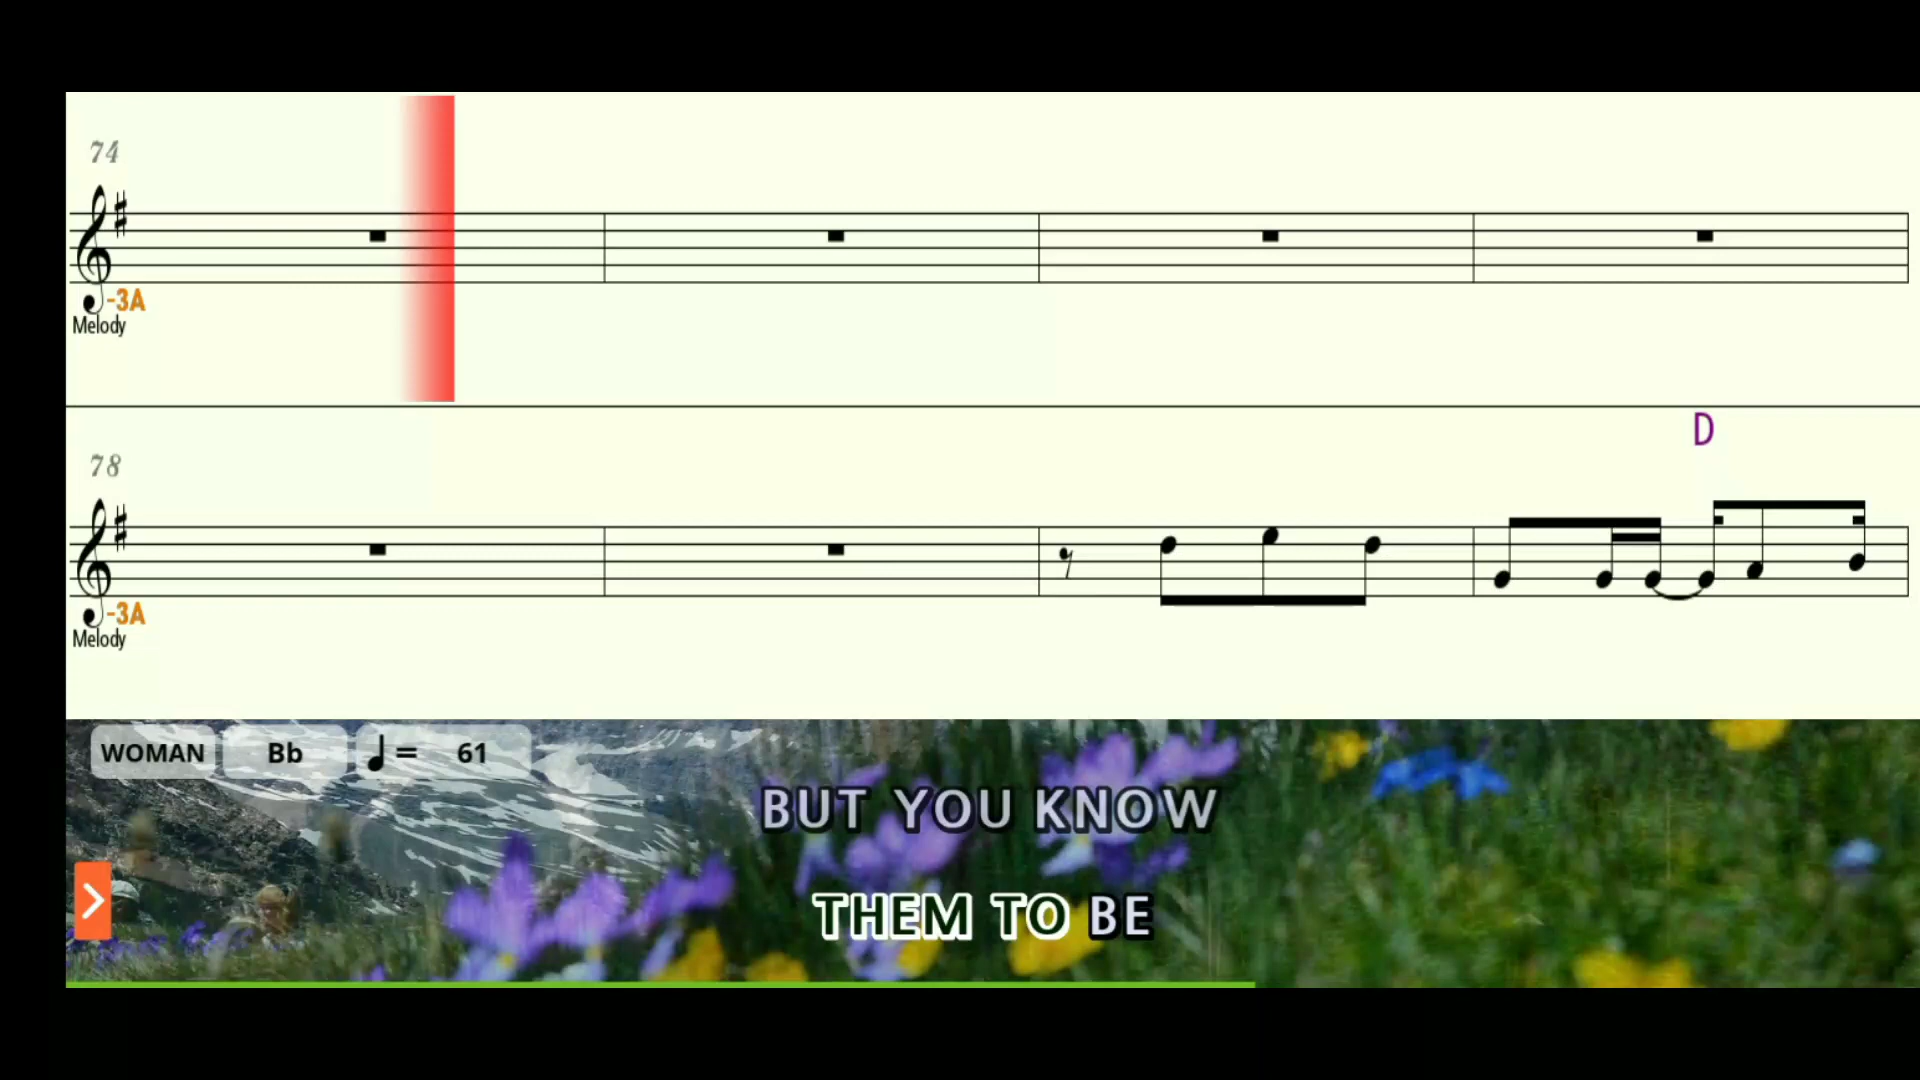 74
-3A
Melody
D
78
-3A
Melody
WOMAN Bb = 61
BUT YOU KNOW
THEM TO BE